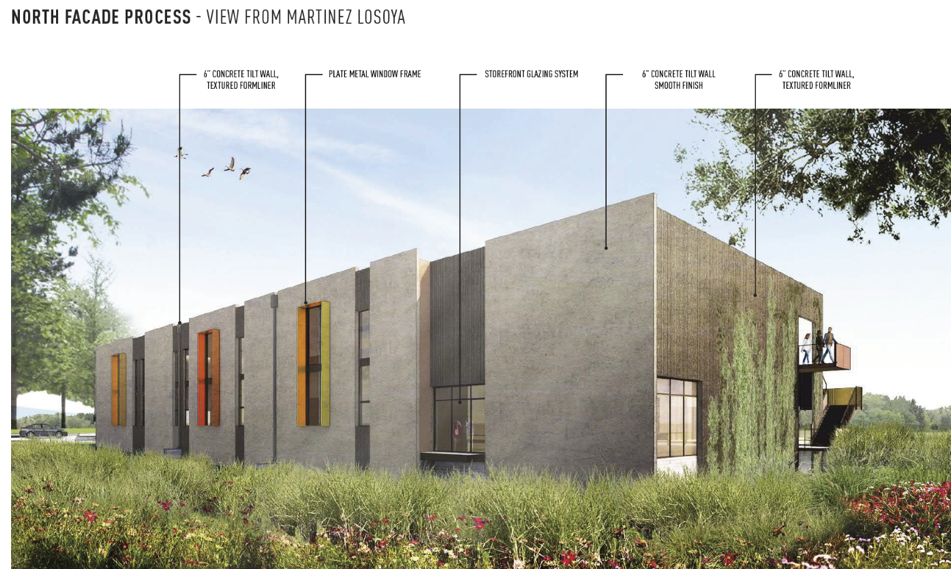 NORTH FACADE PROCESS - VIEW FROM MARTINEZ LOSOYA
6" CONCRETE TILT WALL,
TEXTURED FORMLINER
PLATE METAL WINDOW FRAME
STOREFRONT GLAZING SYSTEM
6" CONCRETE TILT WALL
SMOOTH FINISH
6" CONCRETE TILT WALL,
TEXTURED FORMLINER